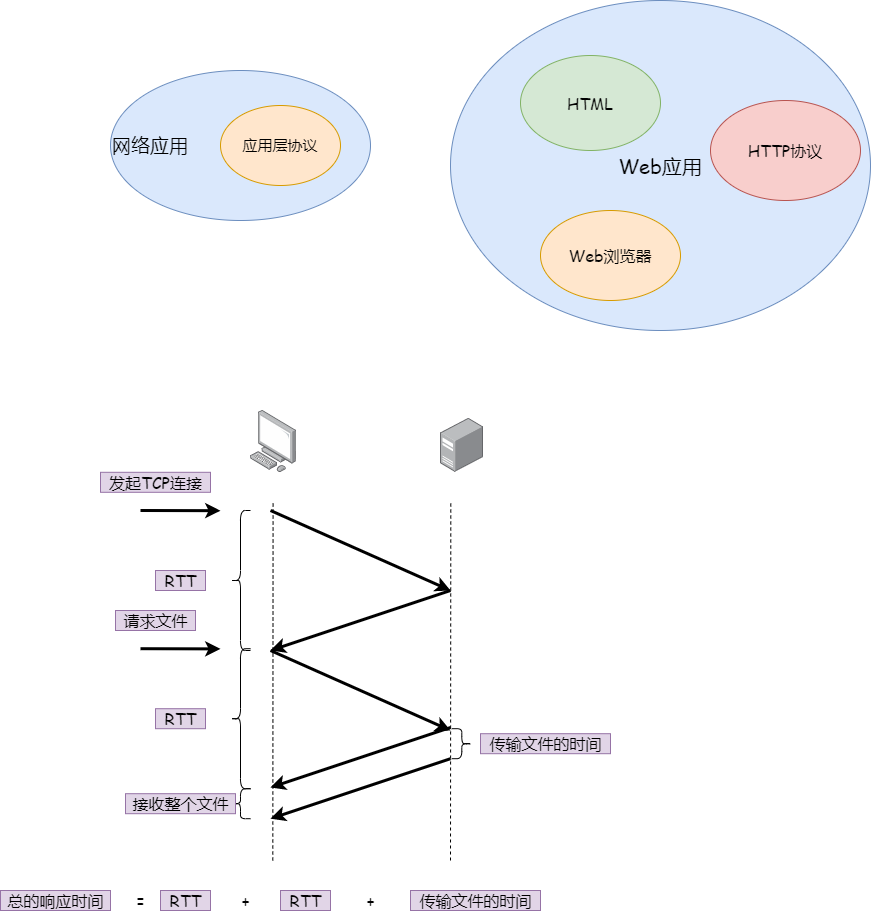 网络应用
应用层协议
HTML
Web应用
HTTP协议
Web浏览器
发起TCP连接
RTT
请求文件
RTT
传输文件的时间
接收整个文件
总的响应时间 = RTT + RTT + 传输文件的时间